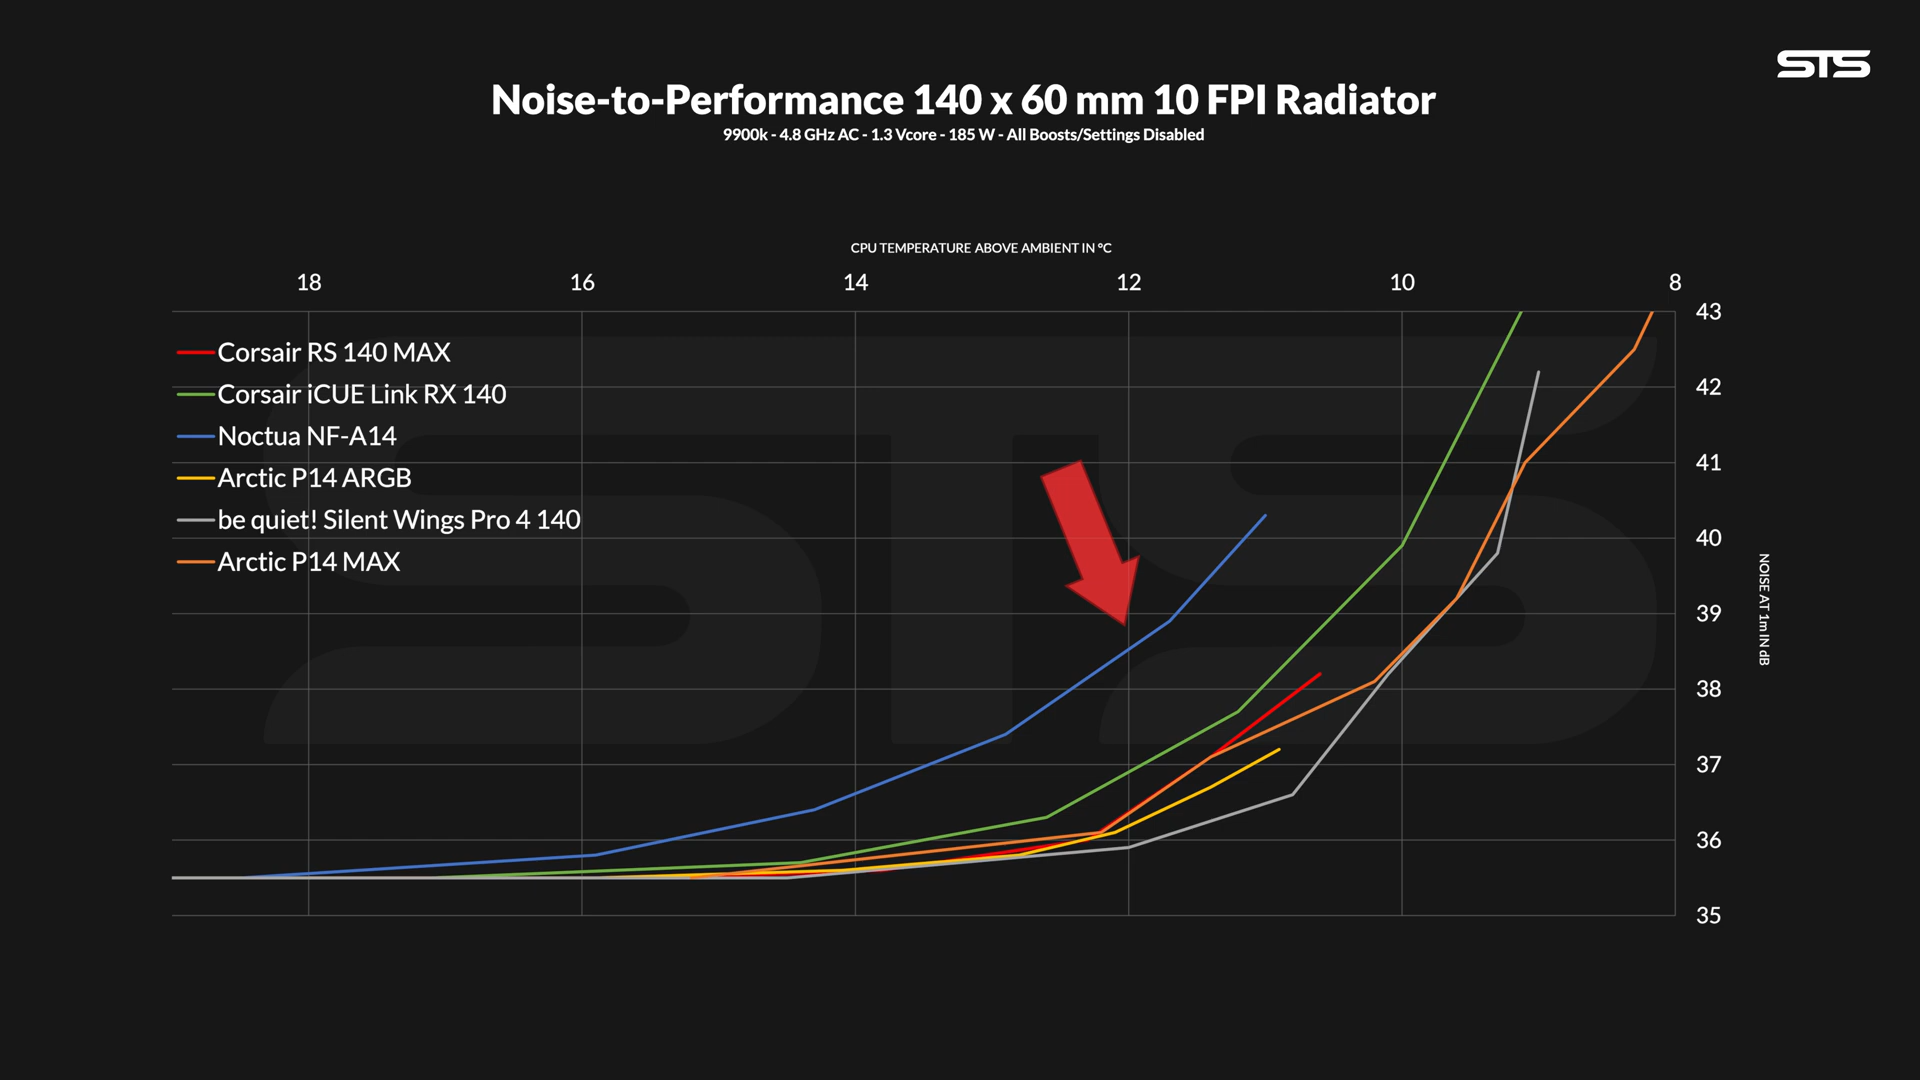 STS
Noise-to-Performance 140 x 60 mm 10 FPI Radiator
9900k - 4.8 GHz AC - 1.3 Vcore - 185 W - All Boosts/Settings Disabled
CPU TEMPERATURE ABOVE AMBIENT IN °C
18 16 14 12 10 8
43
Corsair RS 140 MAX
42
Corsair iCUE Link RX 140
Noctua NF-A14
41
Arctic P14 ARGB
be quiet! Silent Wings Pro 4 140
40
Arctic P14 MAX
NOISE AT 1m IN dB
39
38
37
36
35
STS